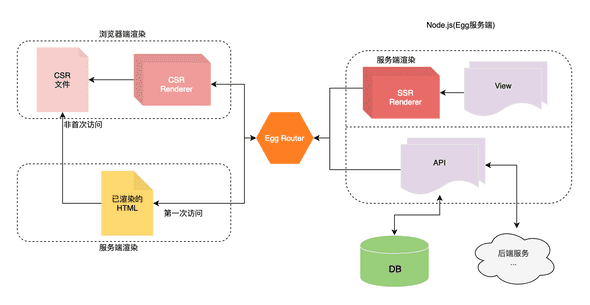 浏览器端渲染
CSR
文件
CSR
Renderer
非首次访问
已渲染的
HTML
第一次访问
服务端渲染
Egg Router
Node.js(Egg服务端)
服务端渲染
SSR
Renderer
View
API
DB
后端服务
...